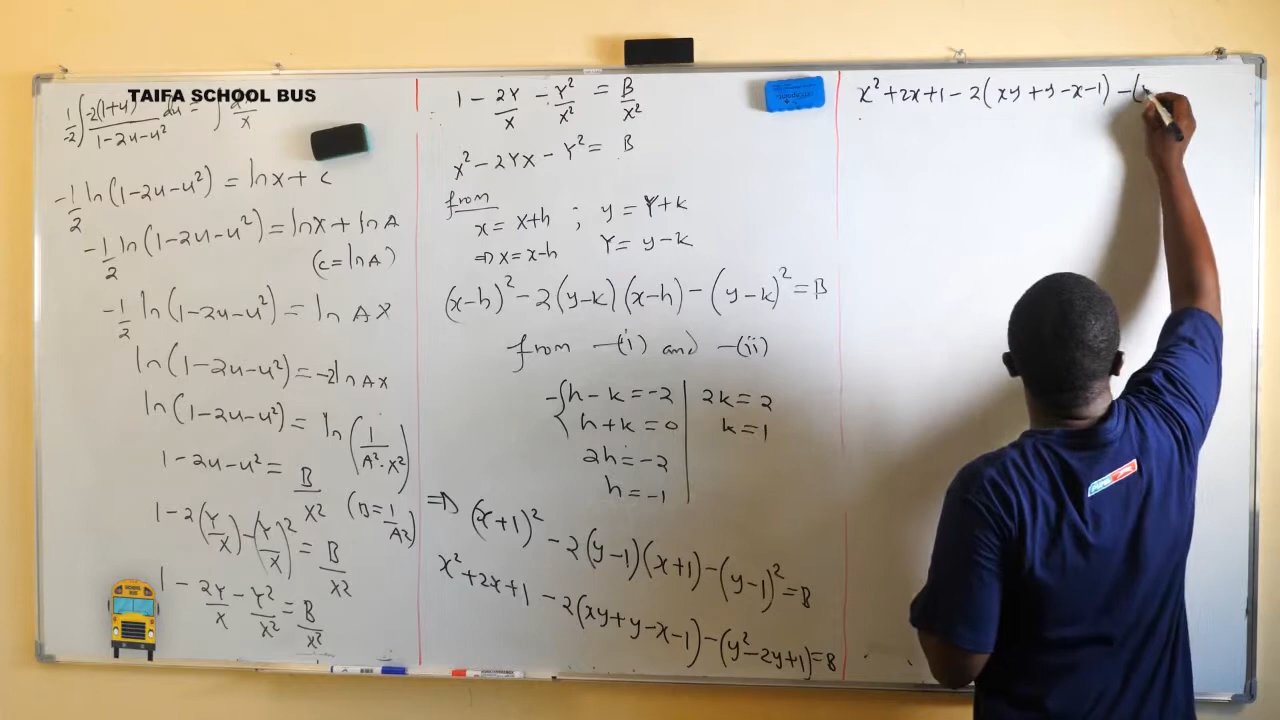 TAIFA SCHOOL BUS
1/-2 ∫ -2(1+u)/(1-2u-u²) du = ∫ dx/x
-1/2 ln(1-2u-u²) = lnx + c
-1/2 ln(1-2u-u²) = lnX + lnA
(c = lnA)
-1/2 ln(1-2u-u²) = ln AX
ln(1-2u-u²) = -2ln AX
ln(1-2u-u²) = ln(1/(A²·X²))
1-2u-u² = B/X²
(B = 1/A²)
1-2(Y/X)-(Y/X)² = B/X²
1 - 2Y/X - Y²/X² = B/X²
1 - 2Y/X - Y²/X² = B/X²
X² - 2YX - Y² = B
from
x = X+h ; y = Y+k
⇒ X = x-h Y = y-k
(x-h)² - 2(y-k)(x-h) - (y-k)² = B
from —(i) and —(ii)
-{h - k = -2 | 2k = 2
h + k = 0 | k = 1
2h = -2
h = -1
⇒ (x+1)² - 2(y-1)(x+1) - (y-1)² = B
x²+2x+1 - 2(xy+y-x-1) - (y²-2y+1) = B
x²+2x+1 - 2(xy+y-x-1) - (